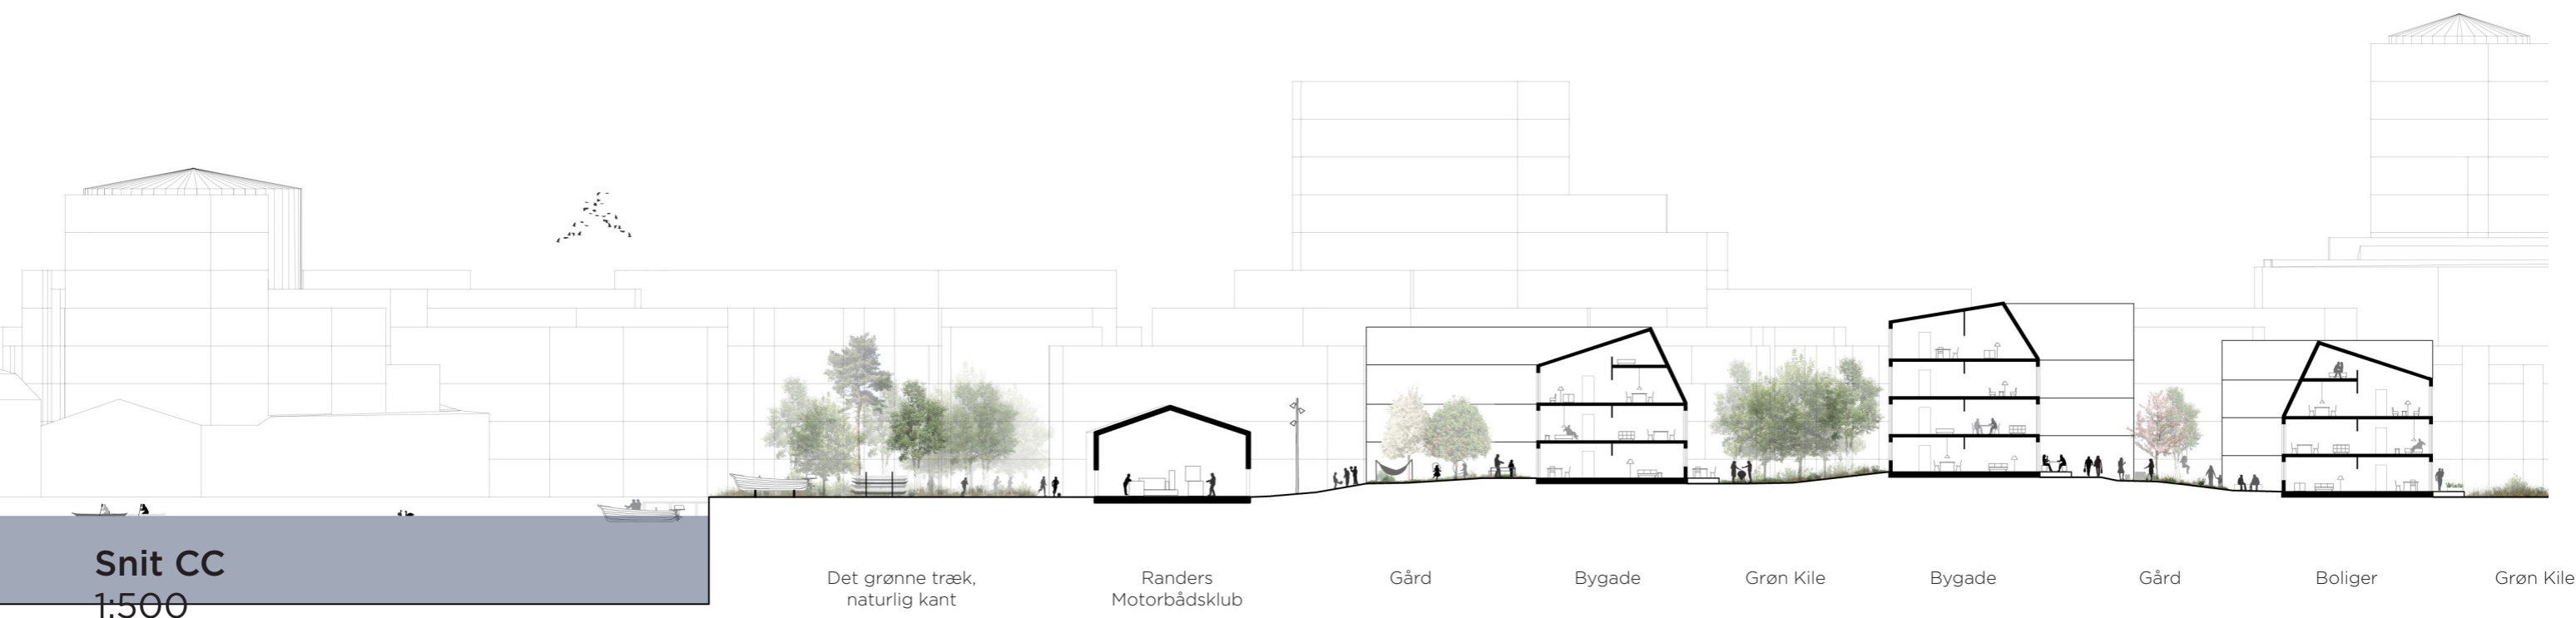 Snit CC
1:500
Det grønne træk,
naturlig kant
Randers
Motorbådsklub
Gård
Bygade
Grøn Kile
Bygade
Gård
Boliger
Grøn Kile